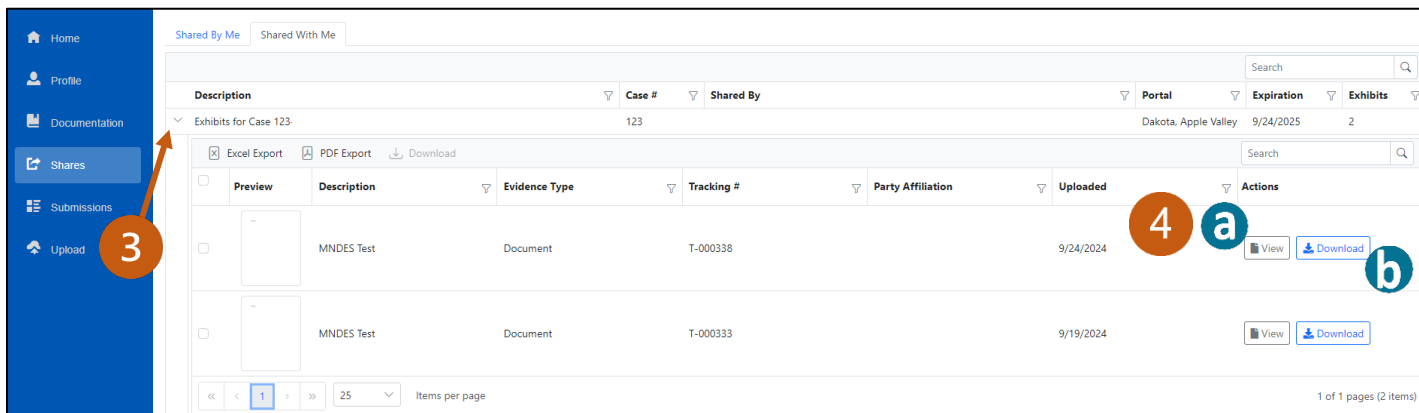 Home
Profile
Documentation
Shares
Submissions
Upload
3
Shared By Me Shared With Me
Search
Description Case # Shared By Portal Expiration Exhibits
Exhibits for Case 123- 123 Dakota, Apple Valley 9/24/2025 2
Excel Export PDF Export Download Search
Preview Description Evidence Type Tracking # Party Affiliation Uploaded Actions
4 a
MNDES Test Document T-000338 9/24/2024 View Download
b
MNDES Test Document T-000333 9/19/2024 View Download
« < 1 > » 25 Items per page 1 of 1 pages (2 items)